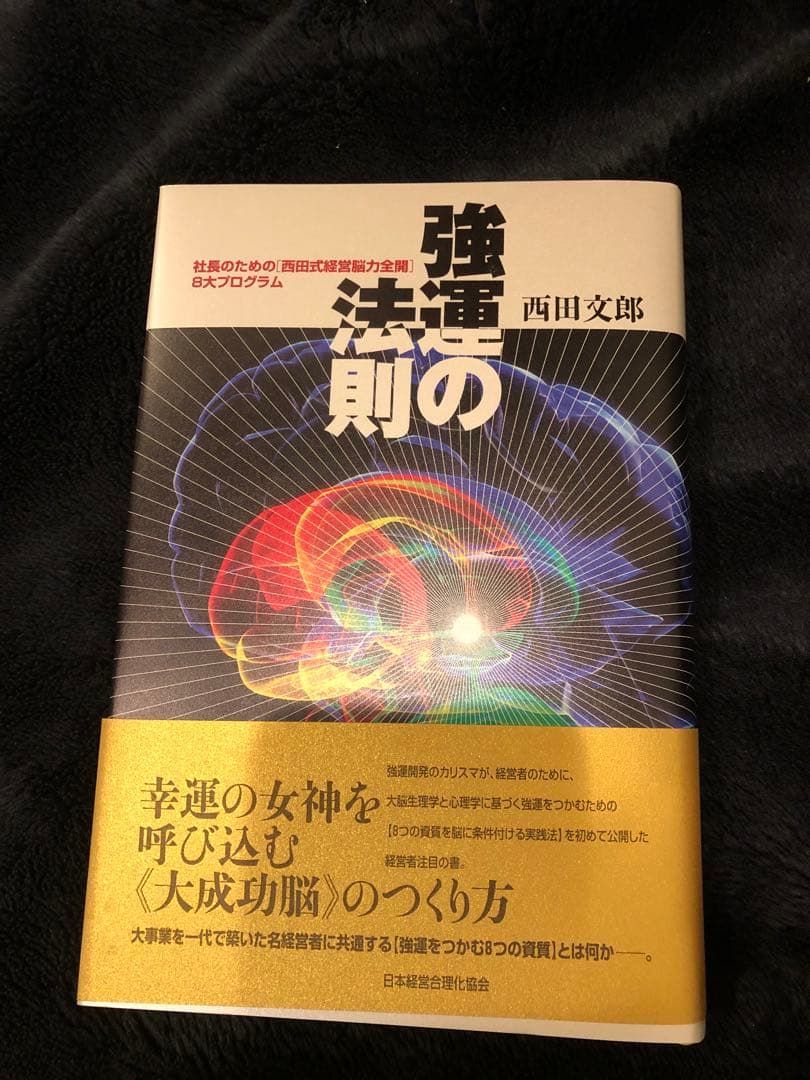 社長のための[西田式経営脳力全開]
8大プログラム
強運の
法則
西田文郎
幸運の女神を
呼び込む
《大成功脳》のつくり方
強運開発のカリスマが、経営者のために、
大脳生理学と心理学に基づく強運をつかむための
【8つの資質を脳に条件付ける実践法】を初めて公開した
経営者注目の書。
大事業を一代で築いた名経営者に共通する【強運をつかむ8つの資質】とは何か――。
日本経営合理化協会